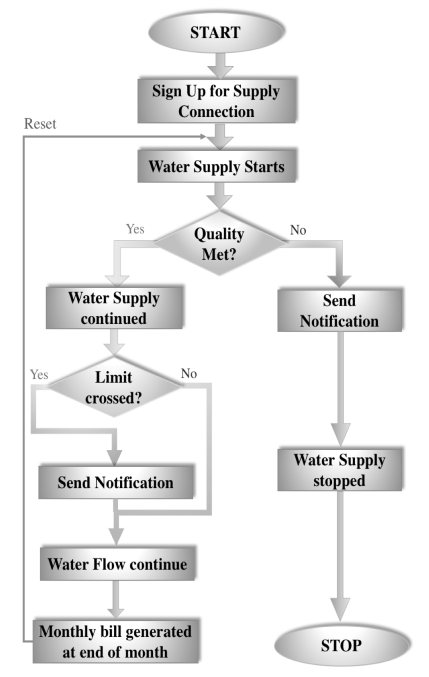 START
Sign Up for Supply
Connection
Reset
Water Supply Starts
Yes
No
Quality
Met?
Water Supply
continued
Send
Notification
Yes
No
Limit
crossed?
Send Notification
Water Supply
stopped
Water Flow continue
Monthly bill generated
at end of month
STOP